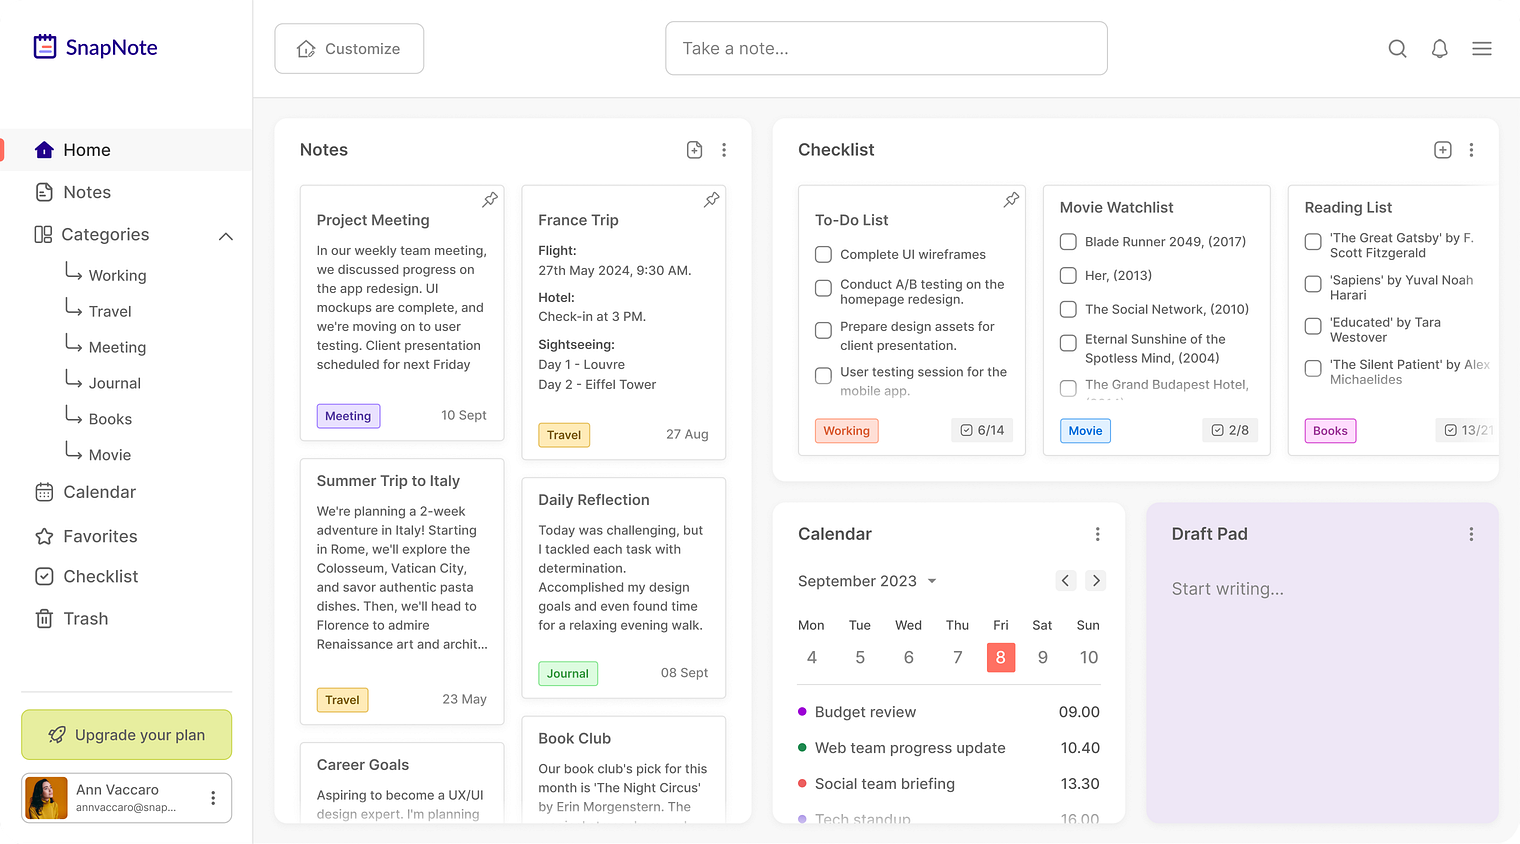 SnapNote
Customize
Take a note...
Home
Notes
Categories
Working
Travel
Meeting
Journal
Books
Movie
Calendar
Favorites
Checklist
Trash
Upgrade your plan
Ann Vaccaro
annvaccaro@snap...
Notes
Project Meeting
In our weekly team meeting,
we discussed progress on
the app redesign. UI
mockups are complete, and
we're moving on to user
testing. Client presentation
scheduled for next Friday
Meeting
10 Sept
Summer Trip to Italy
We're planning a 2-week
adventure in Italy! Starting
in Rome, we'll explore the
Colosseum, Vatican City,
and savor authentic pasta
dishes. Then, we'll head to
Florence to admire
Renaissance art and archit...
Travel
23 May
Career Goals
Aspiring to become a UX/UI
design expert. I'm planning
France Trip
Flight:
27th May 2024, 9:30 AM.
Hotel:
Check-in at 3 PM.
Sightseeing:
Day 1 - Louvre
Day 2 - Eiffel Tower
Travel
27 Aug
Daily Reflection
Today was challenging, but
I tackled each task with
determination.
Accomplished my design
goals and even found time
for a relaxing evening walk.
Journal
08 Sept
Book Club
Our book club's pick for this
month is 'The Night Circus'
by Erin Morgenstern. The
Checklist
To-Do List
Complete UI wireframes
Conduct A/B testing on the
homepage redesign.
Prepare design assets for
client presentation.
User testing session for the
mobile app.
Working
6/14
Movie Watchlist
Blade Runner 2049, (2017)
Her, (2013)
The Social Network, (2010)
Eternal Sunshine of the
Spotless Mind, (2004)
The Grand Budapest Hotel,
Movie
2/8
Reading List
'The Great Gatsby' by F.
Scott Fitzgerald
'Sapiens' by Yuval Noah
Harari
'Educated' by Tara
Westover
'The Silent Patient' by Alex
Michaelides
Books
13/21
Calendar
September 2023
Mon Tue Wed Thu Fri Sat Sun
4 5 6 7 8 9 10
Budget review 09.00
Web team progress update 10.40
Social team briefing 13.30
Tech standup 16.00
Draft Pad
Start writing...